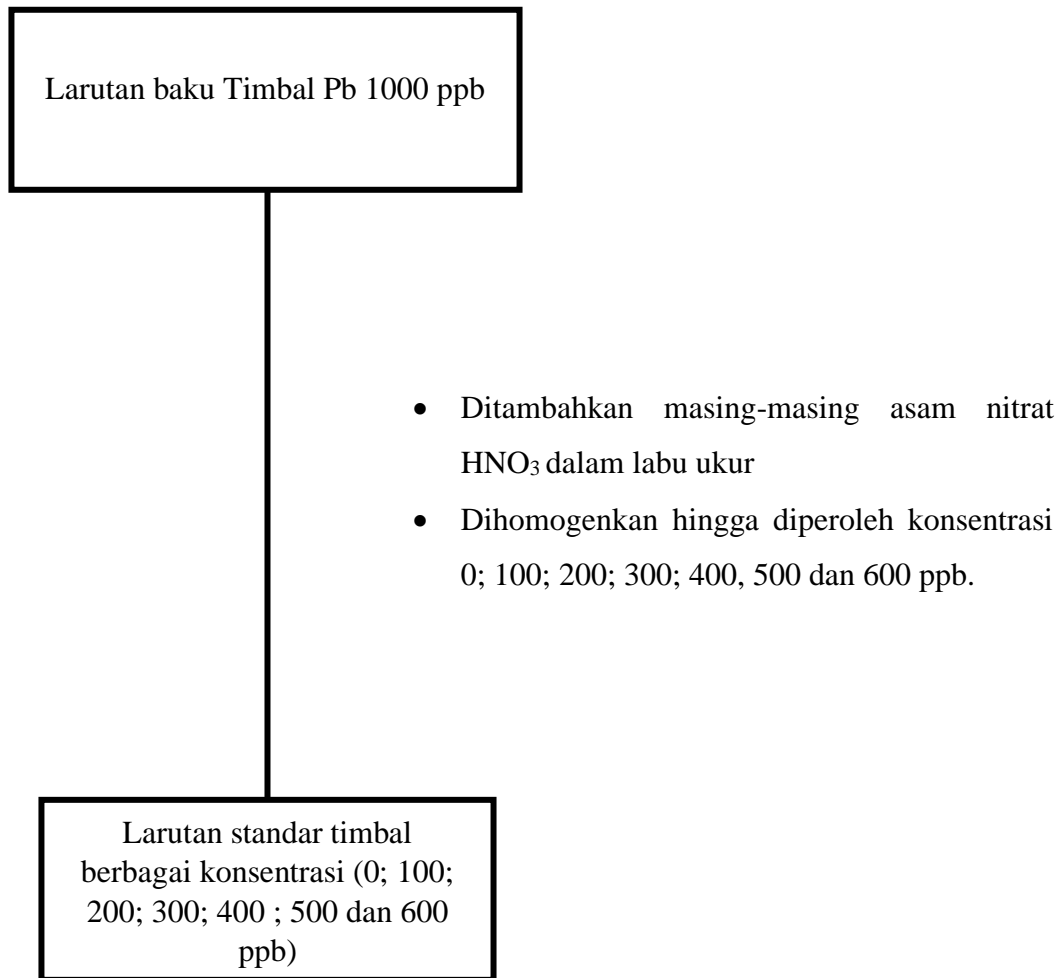 Larutan baku Timbal Pb 1000 ppb
• Ditambahkan masing-masing asam nitrat
HNO₃ dalam labu ukur
• Dihomogenkan hingga diperoleh konsentrasi
0; 100; 200; 300; 400, 500 dan 600 ppb.
Larutan standar timbal
berbagai konsentrasi (0; 100;
200; 300; 400 ; 500 dan 600
ppb)